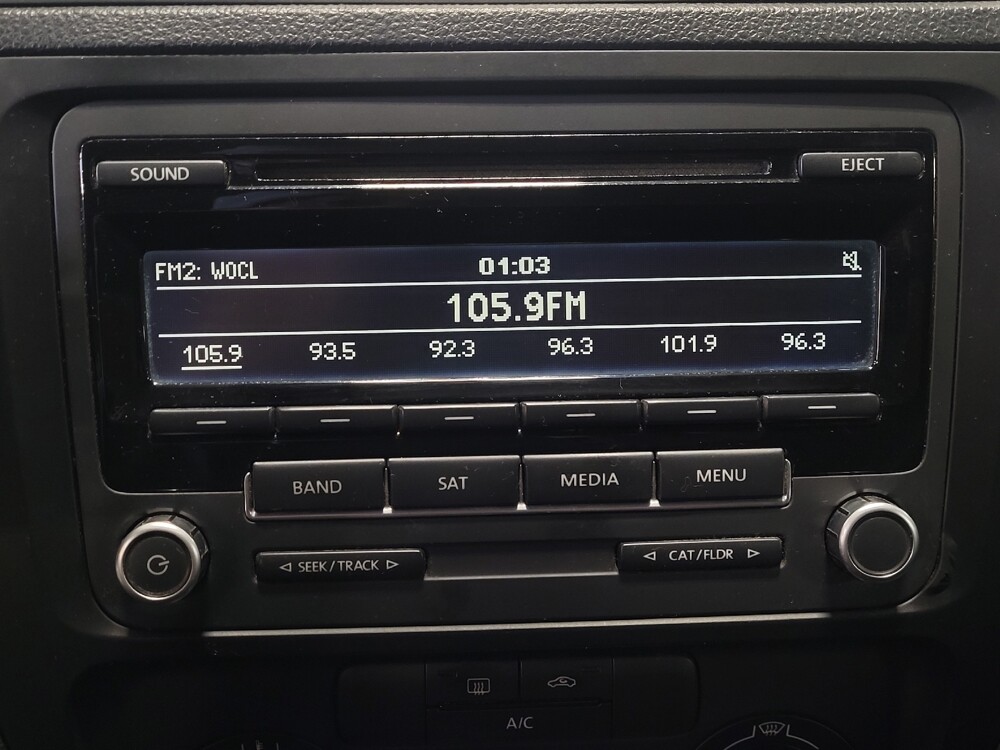 SOUND EJECT
FM2: WOCL 01:03
105.9FM
105.9 93.5 92.3 96.3 101.9 96.3
BAND SAT MEDIA MENU
SEEK/TRACK CAT/FLDR
A/C